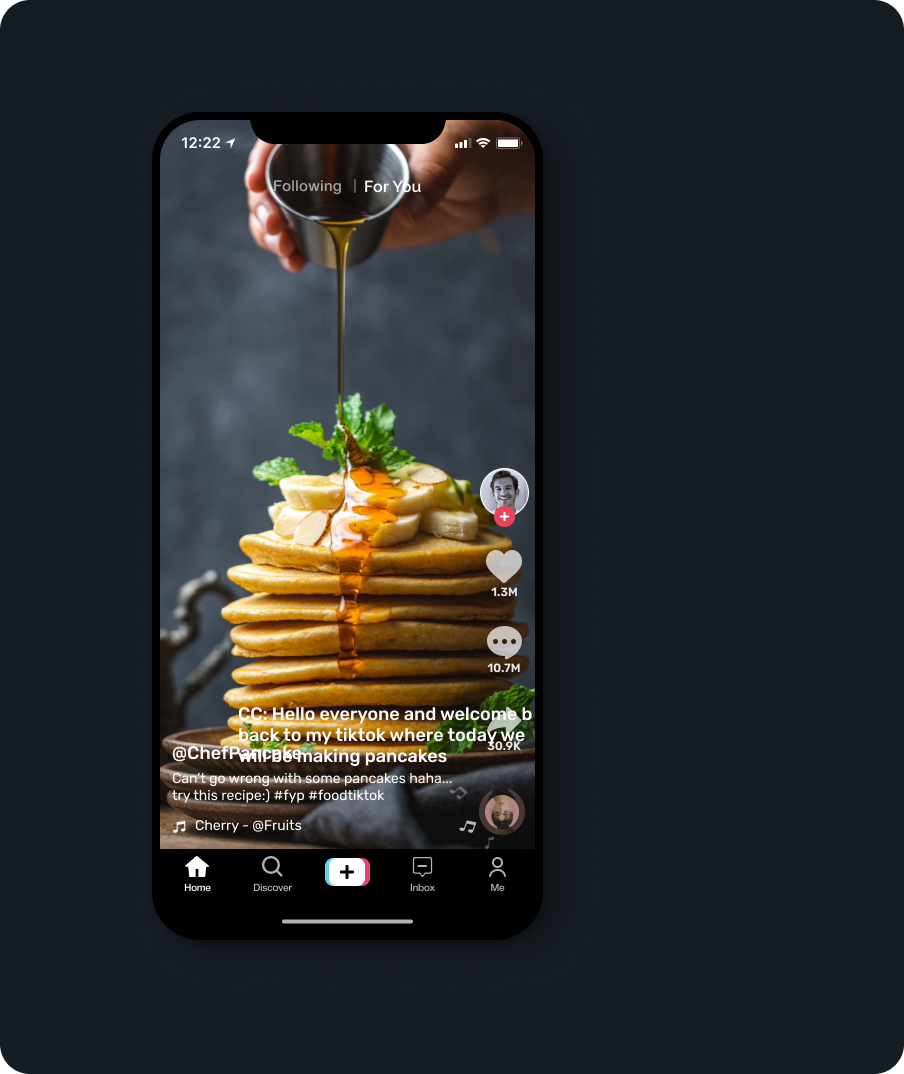 12:22
Following | For You
1.3M
10.7M
CC: Hello everyone and welcome b
back to my tiktok where today we
will be making pancakes
30.9K
@ChefPancake
Can't go wrong with some pancakes haha...
try this recipe:) #fyp #foodtiktok
Cherry - @Fruits
Home Discover Inbox Me